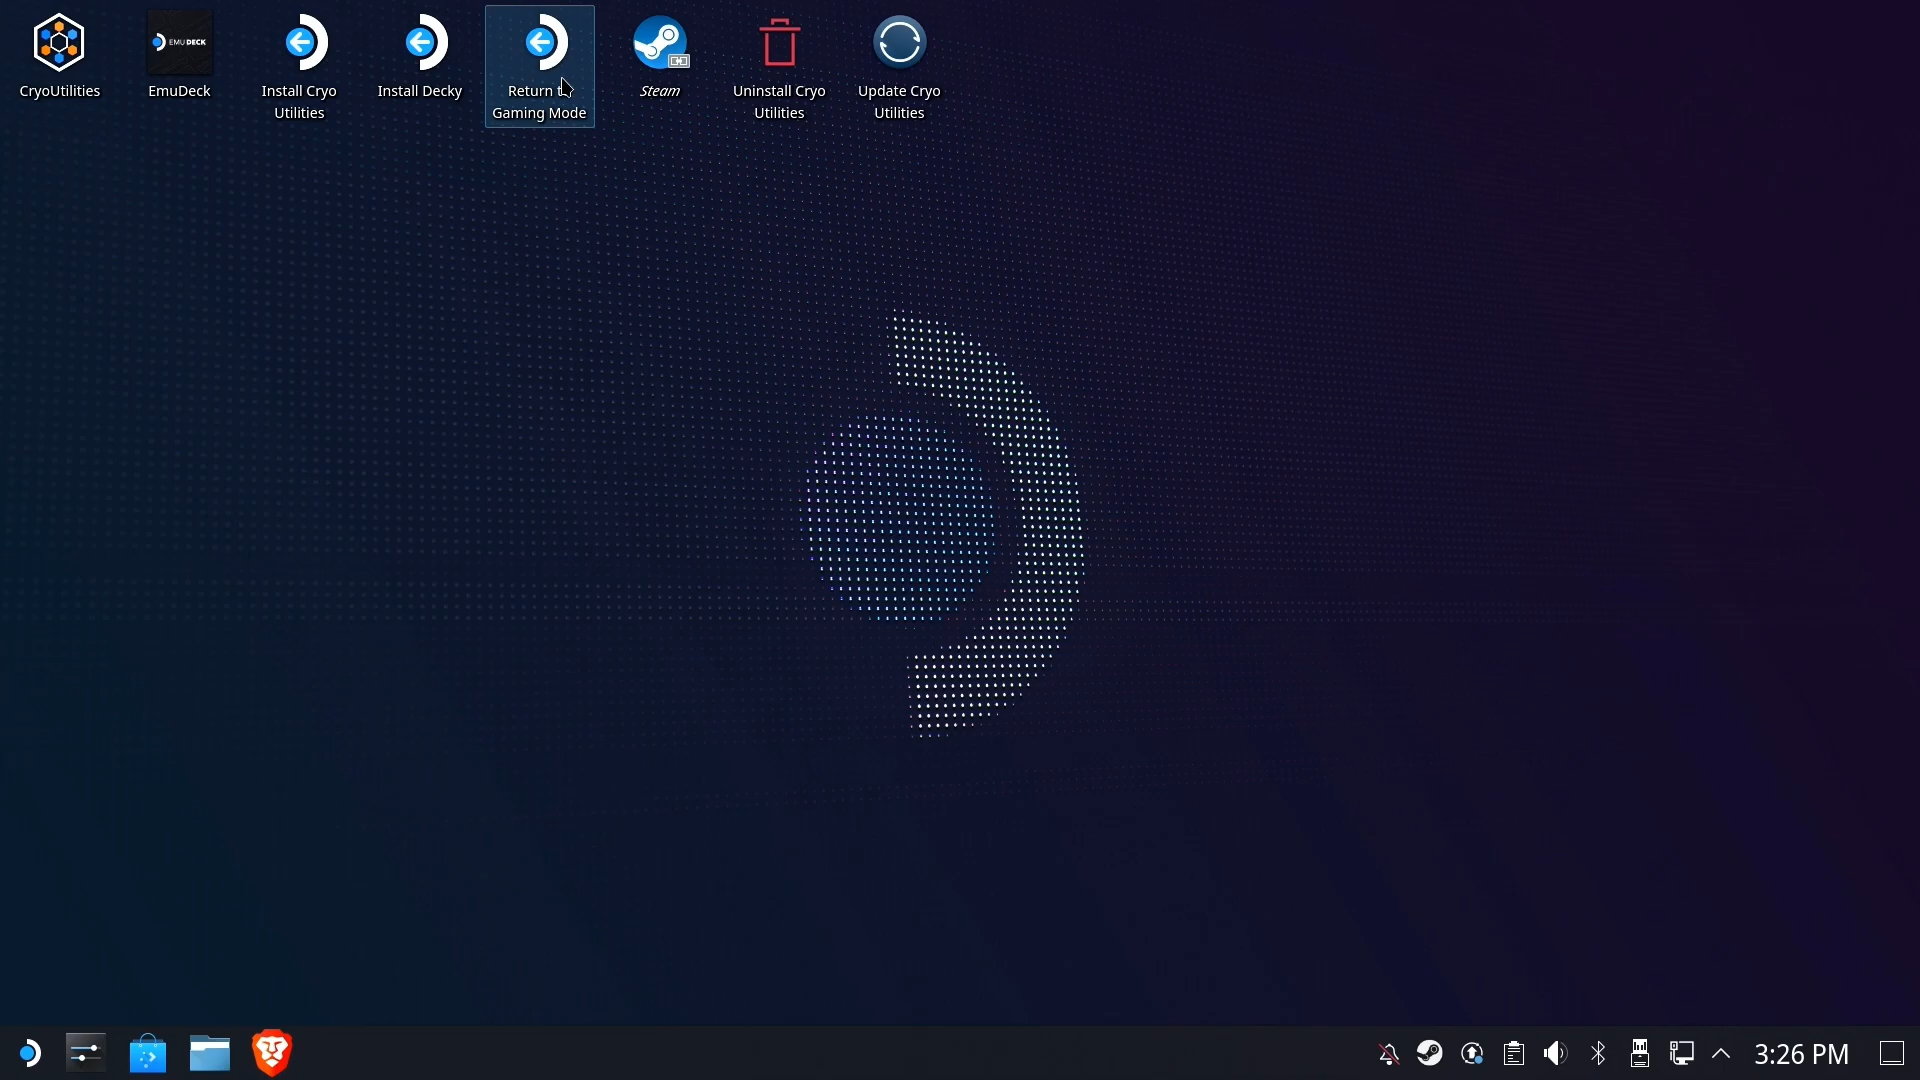 CryoUtilities
EMUDECK
EmuDeck
Install Cryo
Utilities
Install Decky
Return
Gaming Mode
Steam
Uninstall Cryo
Utilities
Update Cryo
Utilities
3:26 PM